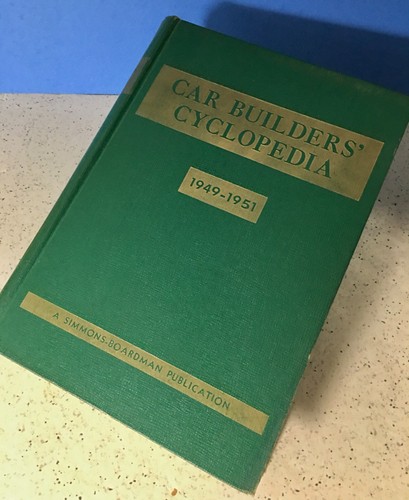 CAR BUILDERS'
CYCLOPEDIA
1949-1951
A SIMMONS-BOARDMAN PUBLICATION